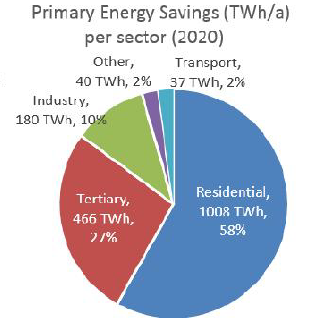 Primary Energy Savings (TWh/a)
per sector (2020)
Other,
40 TWh, 2%
Transport,
37 TWh, 2%
Industry,
180 TWh, 10%
Tertiary,
466 TWh,
27%
Residential,
1008 TWh,
58%